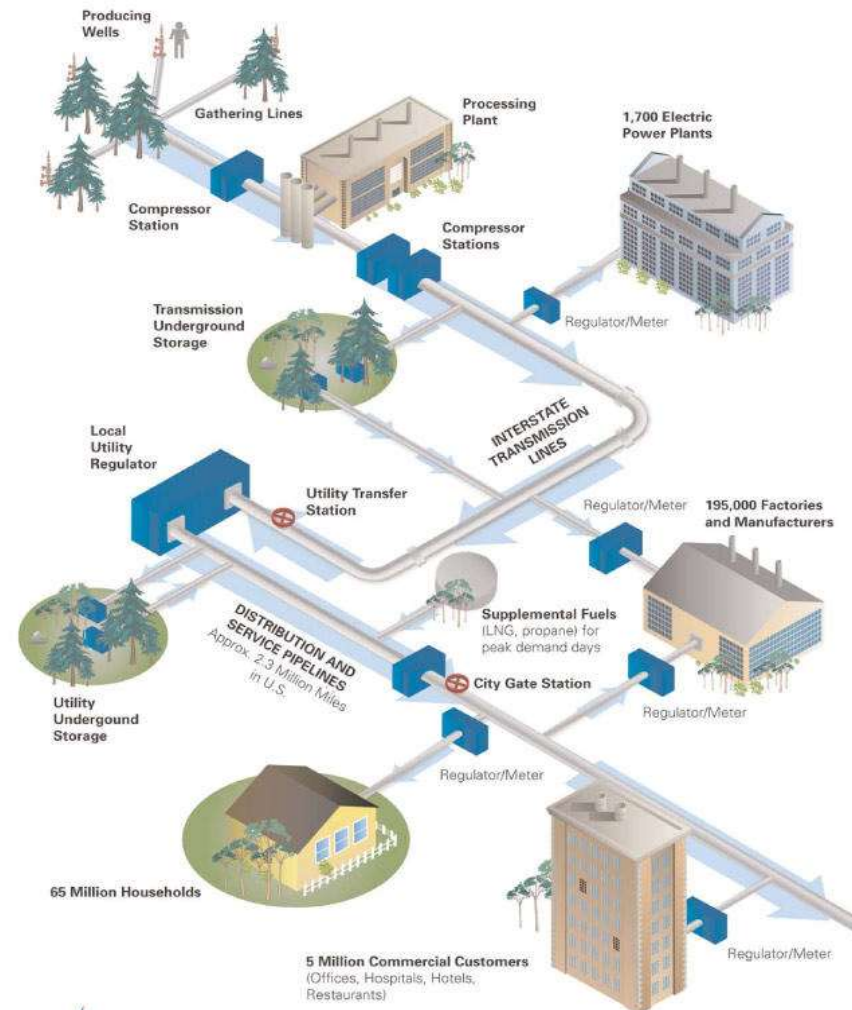 Producing
Wells
Gathering Lines
Processing
Plant
1,700 Electric
Power Plants
Compressor
Station
Compressor
Stations
Transmission
Underground
Storage
Regulator/Meter
INTERSTATE
TRANSMISSION
LINES
Local
Utility
Regulator
Utility Transfer
Station
Regulator/Meter
195,000 Factories
and Manufacturers
Supplemental Fuels
(LNG, propane) for
peak demand days
DISTRIBUTION AND
SERVICE PIPELINES
Approx. 2.3 Million Miles
in U.S.
City Gate Station
Utility
Undergound
Storage
Regulator/Meter
Regulator/Meter
65 Million Households
5 Million Commercial Customers
(Offices, Hospitals, Hotels,
Restaurants)
Regulator/Meter